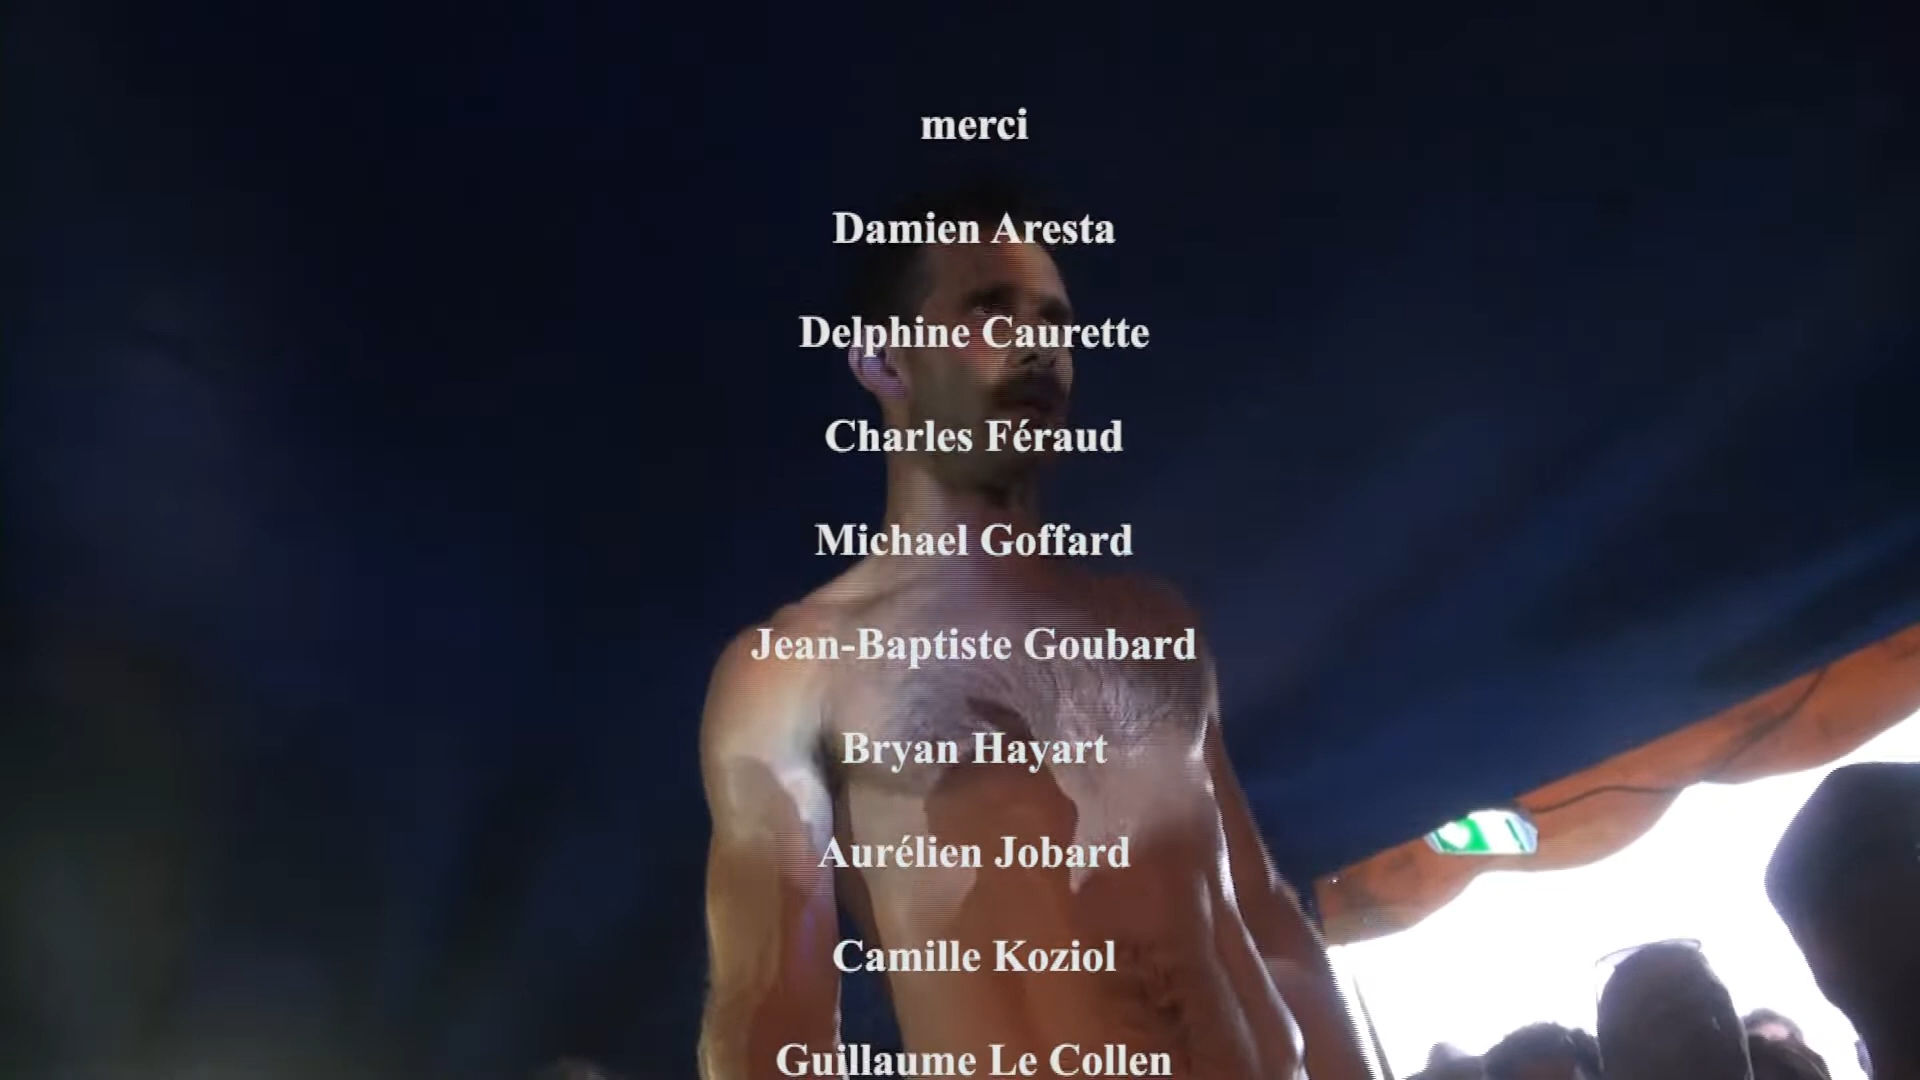 merci
Damien Aresta
Delphine Caurette
Charles Féraud
Michael Goffard
Jean-Baptiste Goubard
Bryan Hayart
Aurélien Jobard
Camille Koziol
Guillaume Le Collen